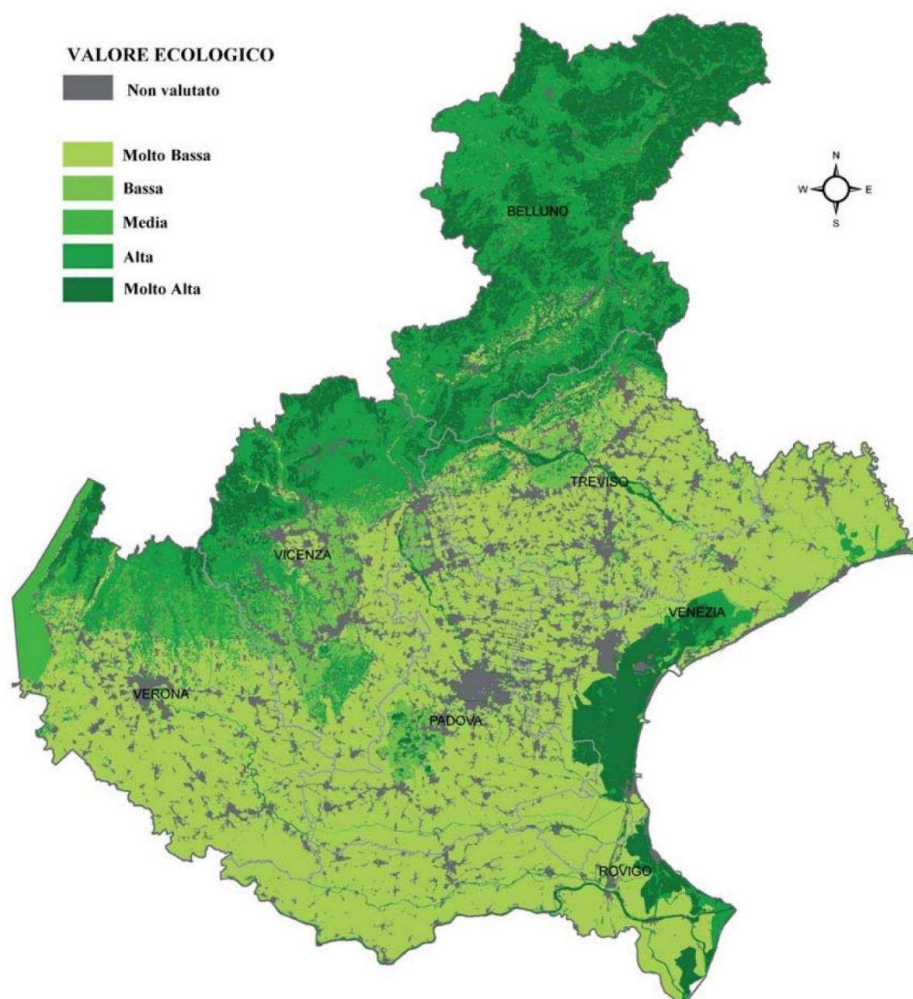 VALORE ECOLOGICO
Non valutato
Molto Bassa
Bassa
Media
Alta
Molto Alta
N
W
E
S
BELLUNO
TREVISO
VICENZA
VENEZIA
VERONA
PADOVA
ROVIGO